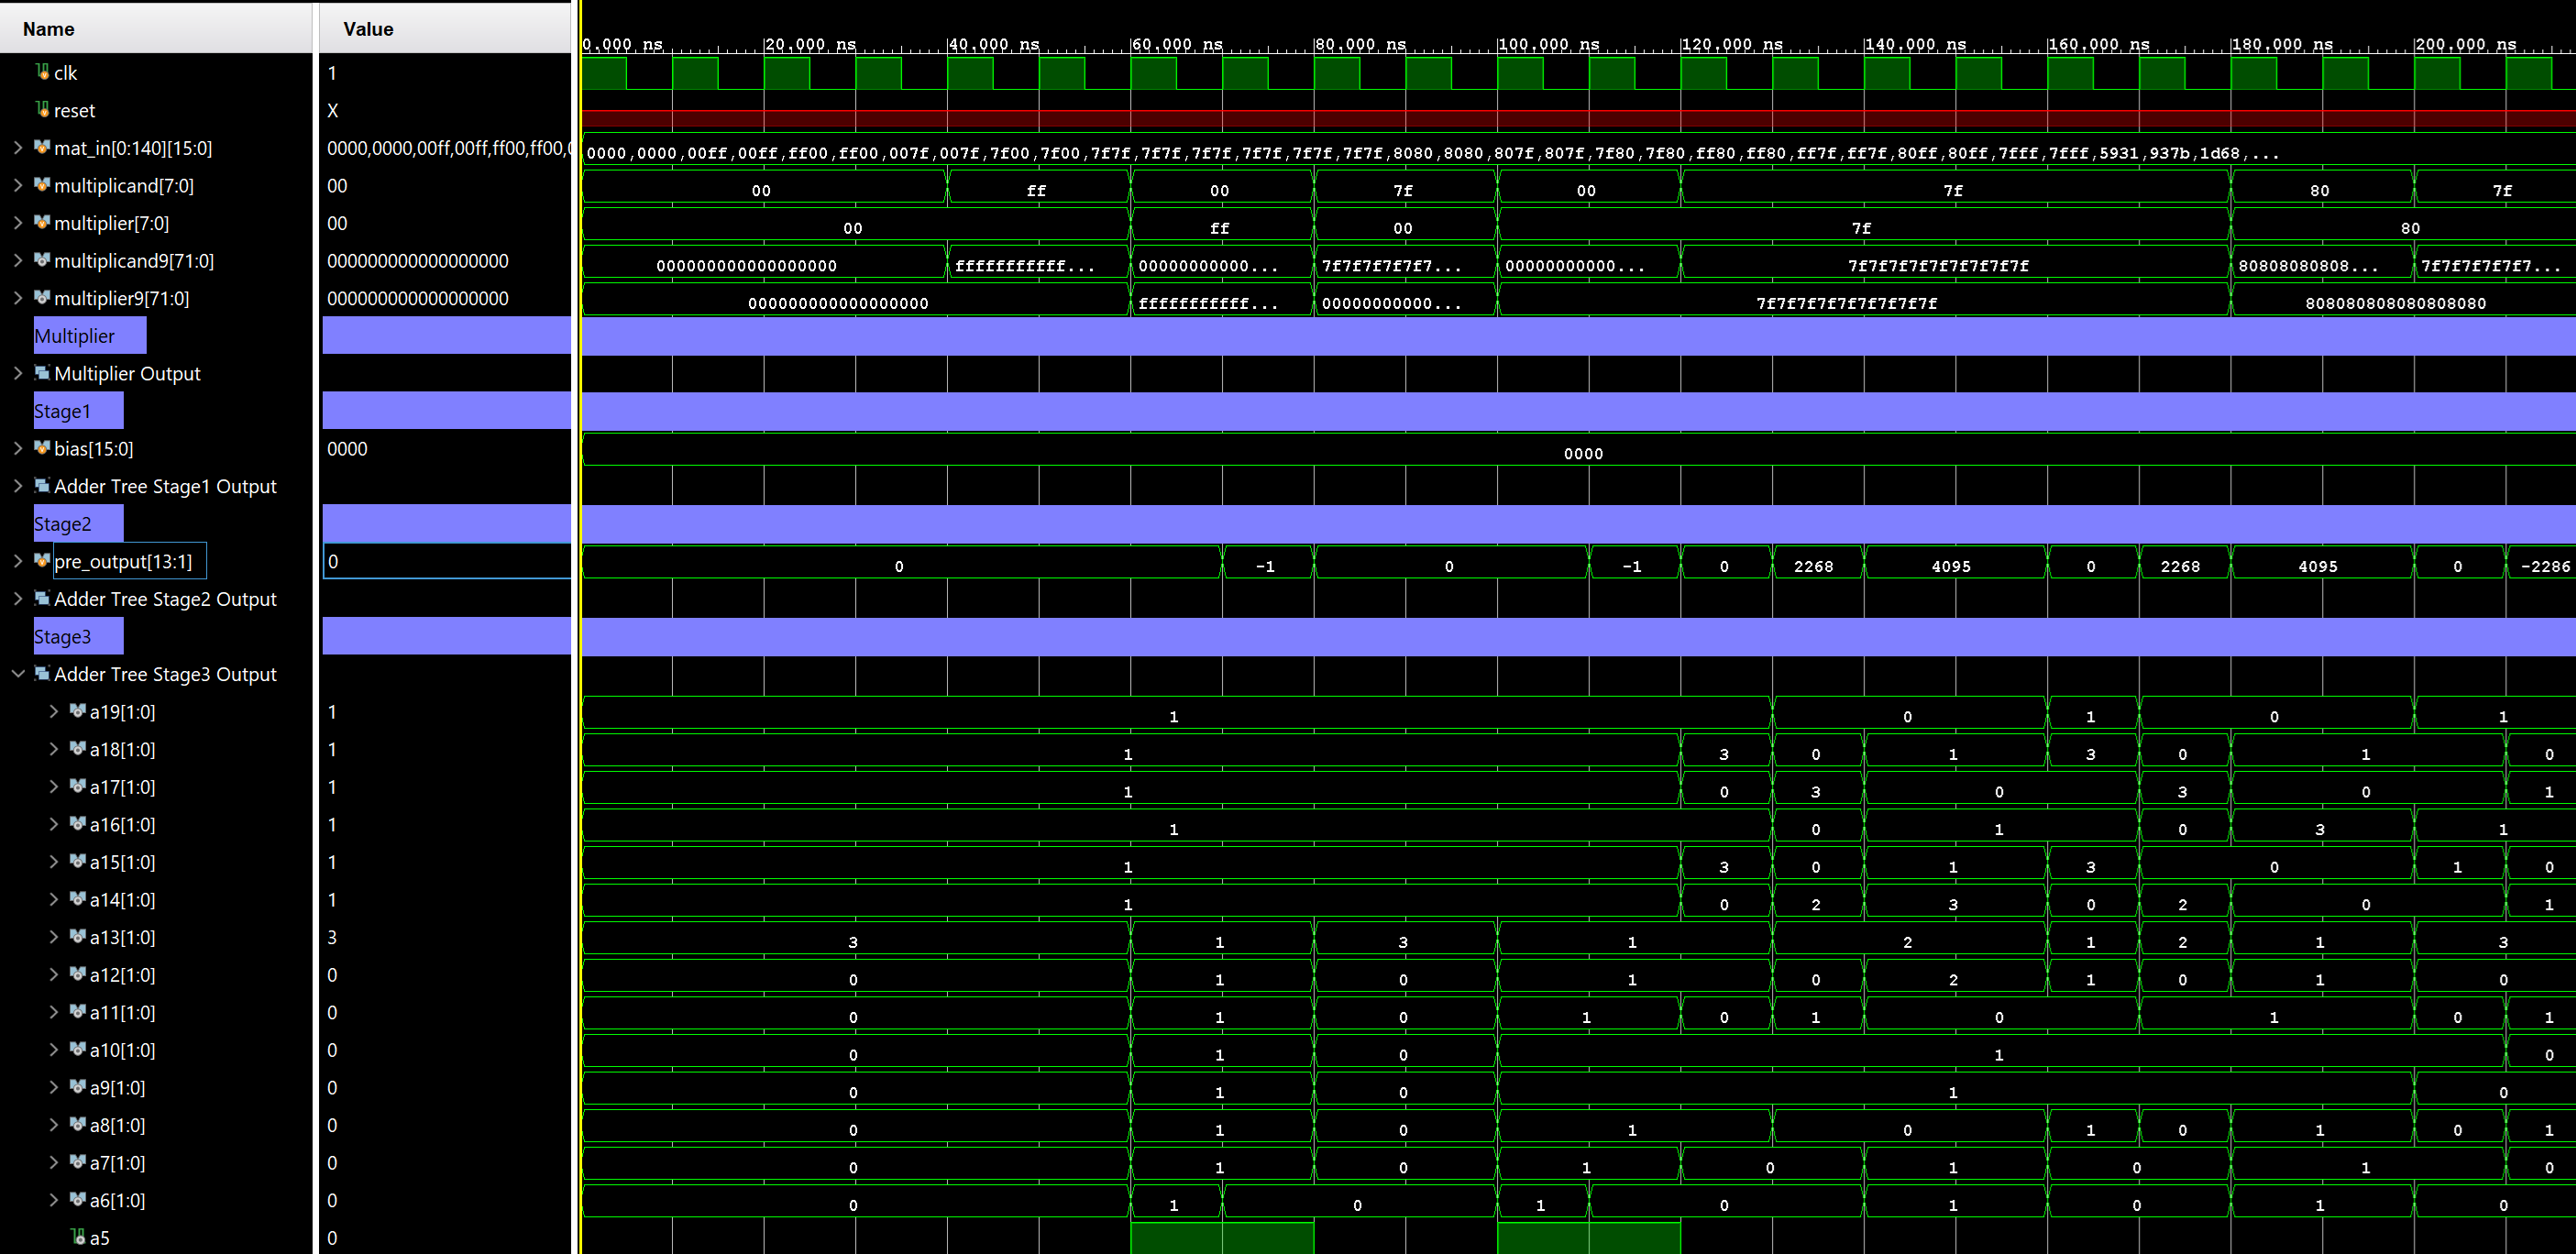 Name Value
0.000 ns 20.000 ns 40.000 ns 60.000 ns 80.000 ns 100.000 ns 120.000 ns 140.000 ns 160.000 ns 180.000 ns 200.000 ns
clk 1
reset X
mat_in[0:140][15:0] 0000,0000,00ff,00ff,ff00,ff00,0 0000,0000,00ff,00ff,ff00,ff00,007f,007f,7f00,7f00,7f7f,7f7f,7f7f,7f7f,7f7f,7f7f,8080,8080,807f,807f,7f80,7f80,ff80,ff80,ff7f,ff7f,80ff,80ff,7fff,7fff,5931,937b,1d68,...
multiplicand[7:0] 00 00 ff 00 7f 00 7f 80 7f
multiplier[7:0] 00 00 ff 00 7f 80
multiplicand9[71:0] 000000000000000000 000000000000000000 fffffffffff... 00000000000... 7f7f7f7f7f7... 00000000000... 7f7f7f7f7f7f7f7f7f 80808080808... 7f7f7f7f7f7...
multiplier9[71:0] 000000000000000000 000000000000000000 fffffffffff... 00000000000... 7f7f7f7f7f7f7f7f7f 808080808080808080
Multiplier
Multiplier Output
Stage1
bias[15:0] 0000 0000
Adder Tree Stage1 Output
Stage2
pre_output[13:1] 0 0 -1 0 -1 0 2268 4095 0 2268 4095 0 -2286
Adder Tree Stage2 Output
Stage3
Adder Tree Stage3 Output
a19[1:0] 1 1 0 1 0 1
a18[1:0] 1 1 3 0 1 3 0 1 0
a17[1:0] 1 1 0 3 0 3 0 1
a16[1:0] 1 1 0 1 0 3 1
a15[1:0] 1 1 3 0 1 3 0 1 0
a14[1:0] 1 1 0 2 3 0 2 0 1
a13[1:0] 3 3 1 3 1 2 1 2 1 3
a12[1:0] 0 0 1 0 1 0 2 1 0 1 0
a11[1:0] 0 0 1 0 1 0 1 0 1 0 1
a10[1:0] 0 0 1 0 1 0
a9[1:0] 0 0 1 0 1 0
a8[1:0] 0 0 1 0 1 0 1 0 1 0 1
a7[1:0] 0 0 1 0 1 0 1 0 1 0
a6[1:0] 0 0 1 0 1 0 1 0 1 0
a5 0